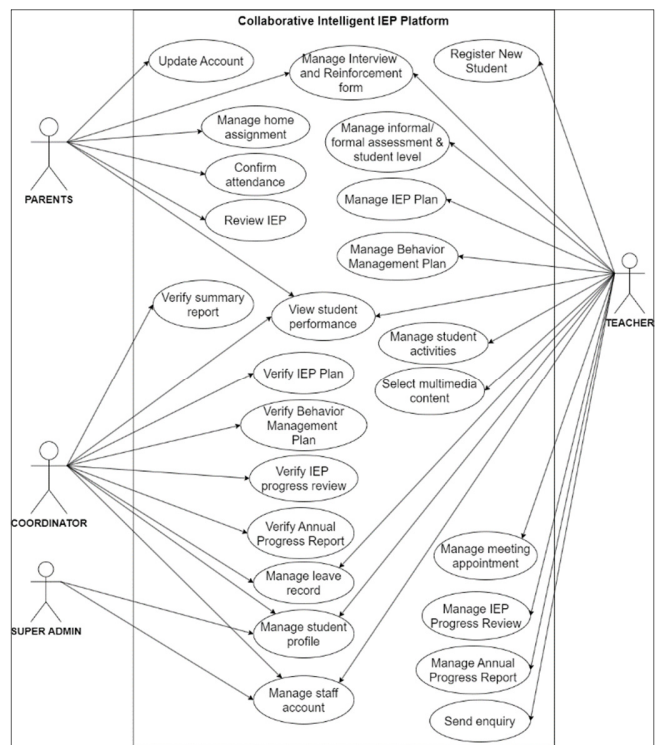 Collaborative Intelligent IEP Platform
Update Account
Manage Interview
and Reinforcement
form
Register New
Student
Manage home
assignment
Manage informal/
formal assessment &
student level
Confirm
attendance
PARENTS
Manage IEP Plan
Review IEP
Manage Behavior
Management Plan
Verify summary
report
View student
performance
TEACHER
Manage student
activities
Verify IEP Plan
Select multimedia
content
Verify Behavior
Management
Plan
Verify IEP
progress review
COORDINATOR
Verify Annual
Progress Report
Manage meeting
appointment
Manage leave
record
SUPER ADMIN
Manage IEP
Progress Review
Manage student
profile
Manage Annual
Progress Report
Manage staff
account
Send enquiry